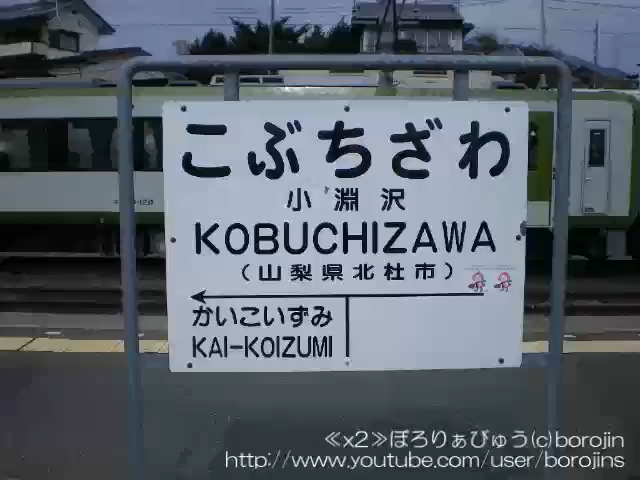 こぶちざわ
小淵沢
KOBUCHIZAWA
(山梨県北杜市)
かいこいずみ
KAI-KOIZUMI
≪x2≫ぼろりぁびゅう(c)borojin
http://www.youtube.com/user/borojins